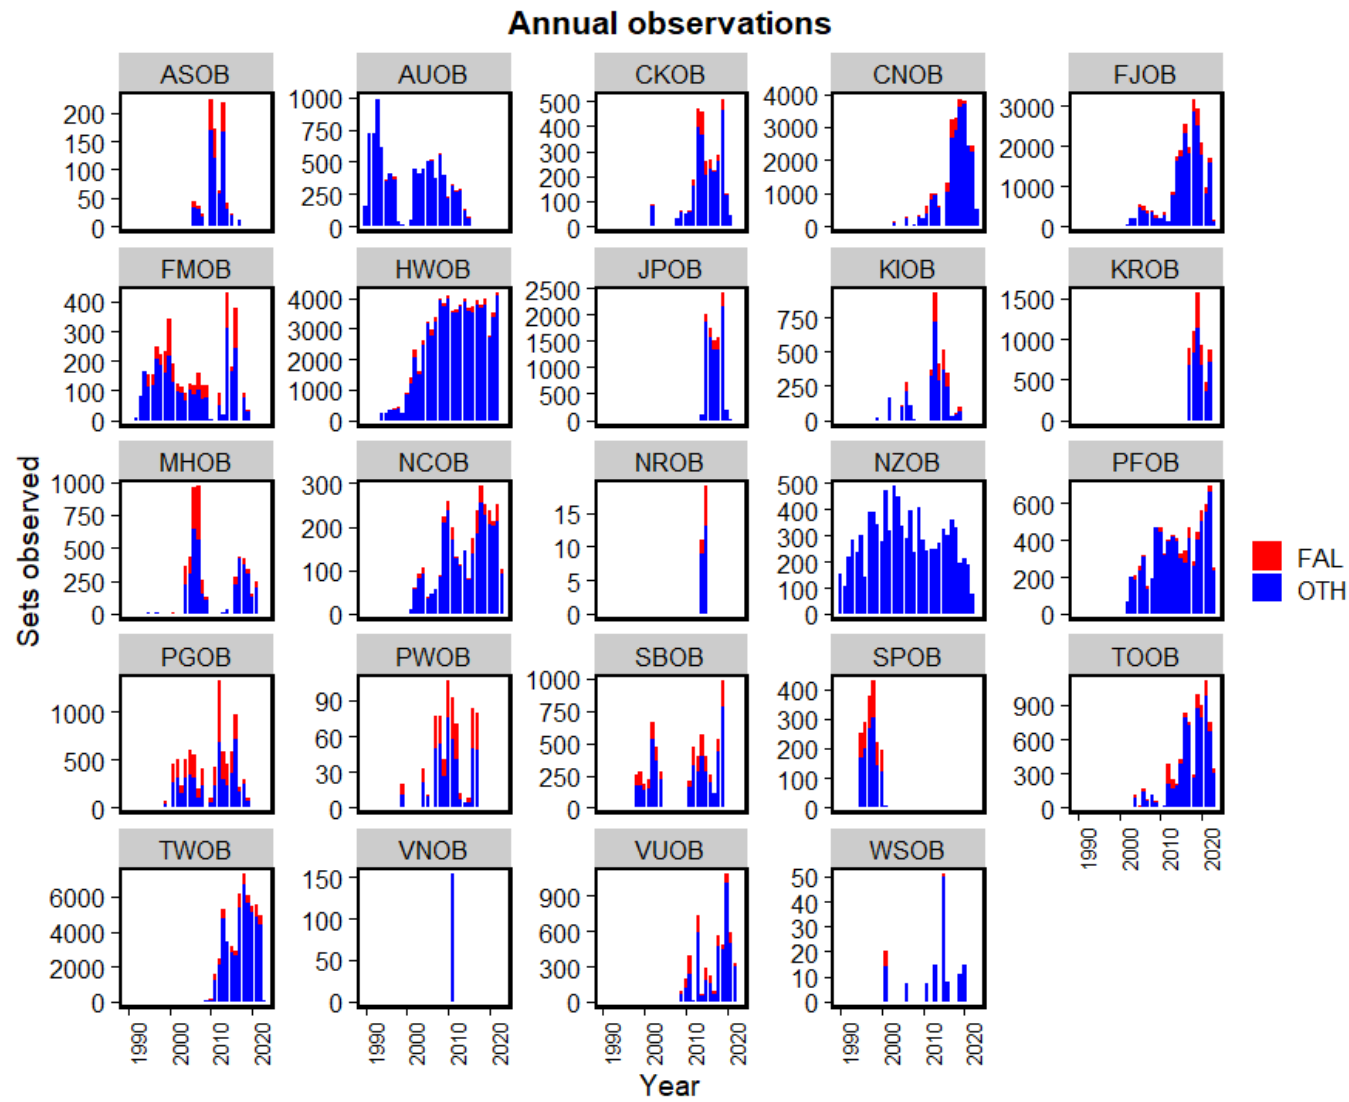 Annual observations
ASOB AUOB CKOB CNOB FJOB
200 150 100 50 0
1000 750 500 250 0
500 400 300 200 100 0
4000 3000 2000 1000 0
3000 2000 1000 0
FMOB HWOB JPOB KIOB KROB
400 300 200 100 0
4000 3000 2000 1000 0
2500 2000 1500 1000 500 0
750 500 250 0
1500 1000 500 0
MHOB NCOB NROB NZOB PFOB
1000 750 500 250 0
300 200 100 0
15 10 5 0
500 400 300 200 100 0
600 400 200 0
Sets observed
FAL
OTH
PGOB PWOB SBOB SPOB TOOB
1000 500 0
90 60 30 0
1000 750 500 250 0
400 300 200 100 0
900 600 300 0
1990 2000 2010 2020
TWOB VNOB VUOB WSOB
6000 4000 2000 0
150 100 50 0
900 600 300 0
50 40 30 20 10 0
1990 2000 2010 2020
1990 2000 2010 2020
1990 2000 2010 2020
1990 2000 2010 2020
Year